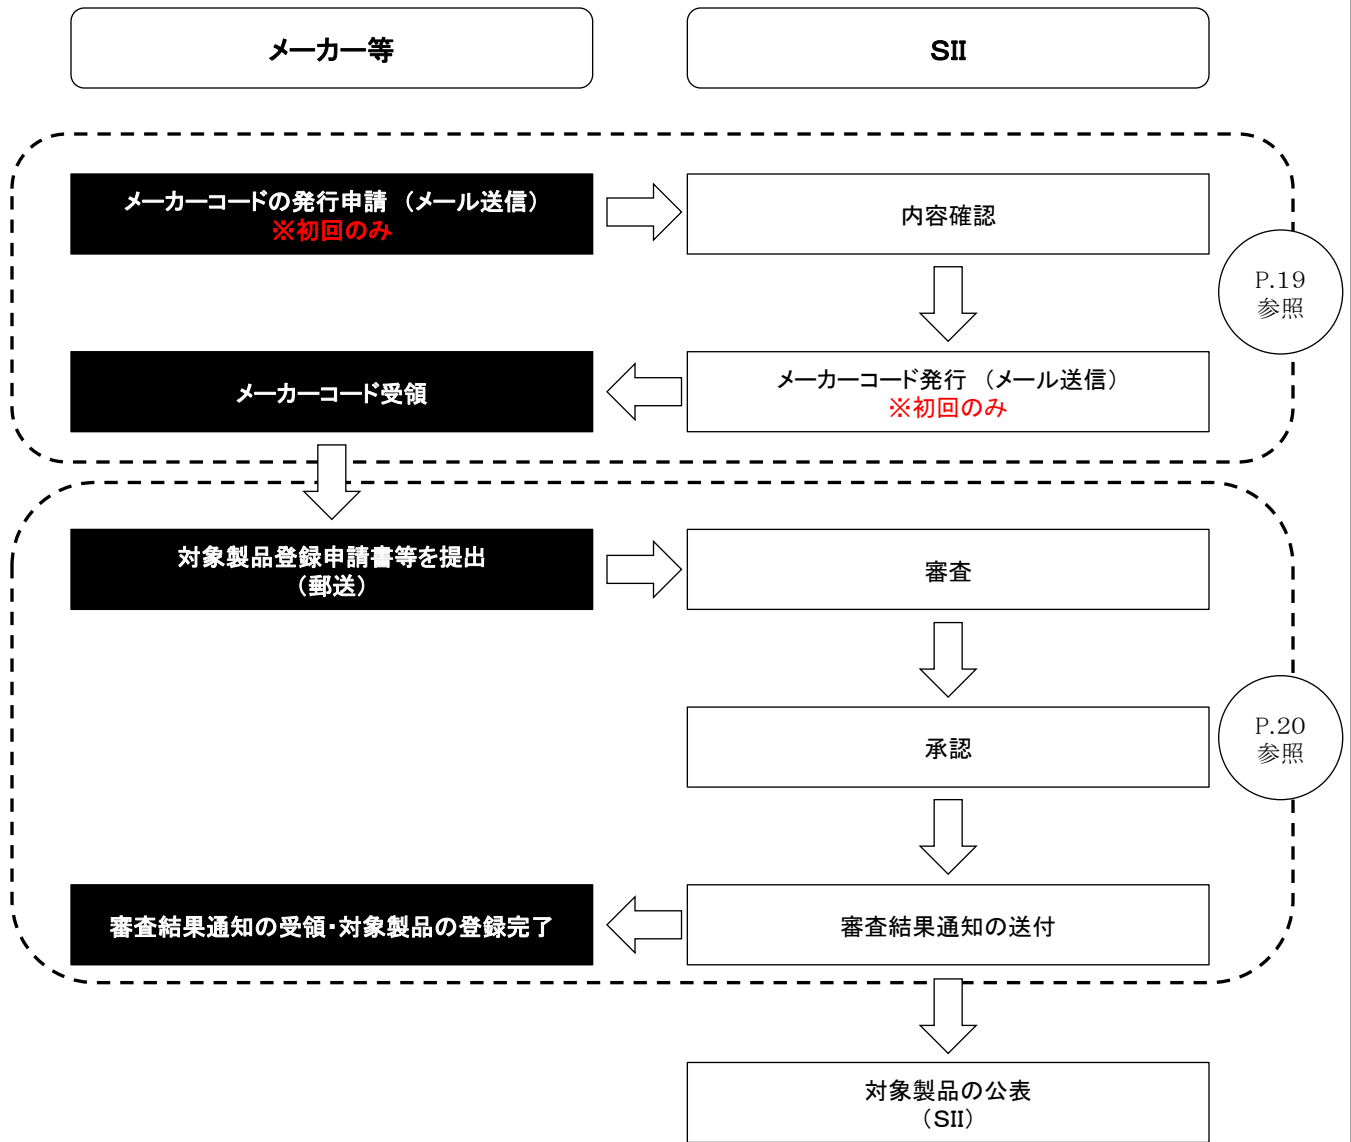 メーカー等
SII
メーカーコードの発行申請 （メール送信）
※初回のみ
内容確認
P.19
参照
メーカーコード受領
メーカーコード発行 （メール送信）
※初回のみ
対象製品登録申請書等を提出
（郵送）
審査
承認
P.20
参照
審査結果通知の受領・対象製品の登録完了
審査結果通知の送付
対象製品の公表
（SII）